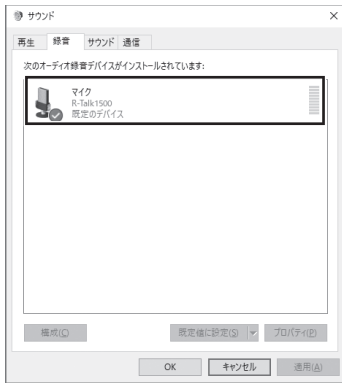 サウンド
再生 録音 サウンド 通信
次のオーディオ録音デバイスがインストールされています:
マイク
R-Talk1500
既定のデバイス
構成(C) 既定値に設定(S) プロパティ(P)
OK キャンセル 適用(A)